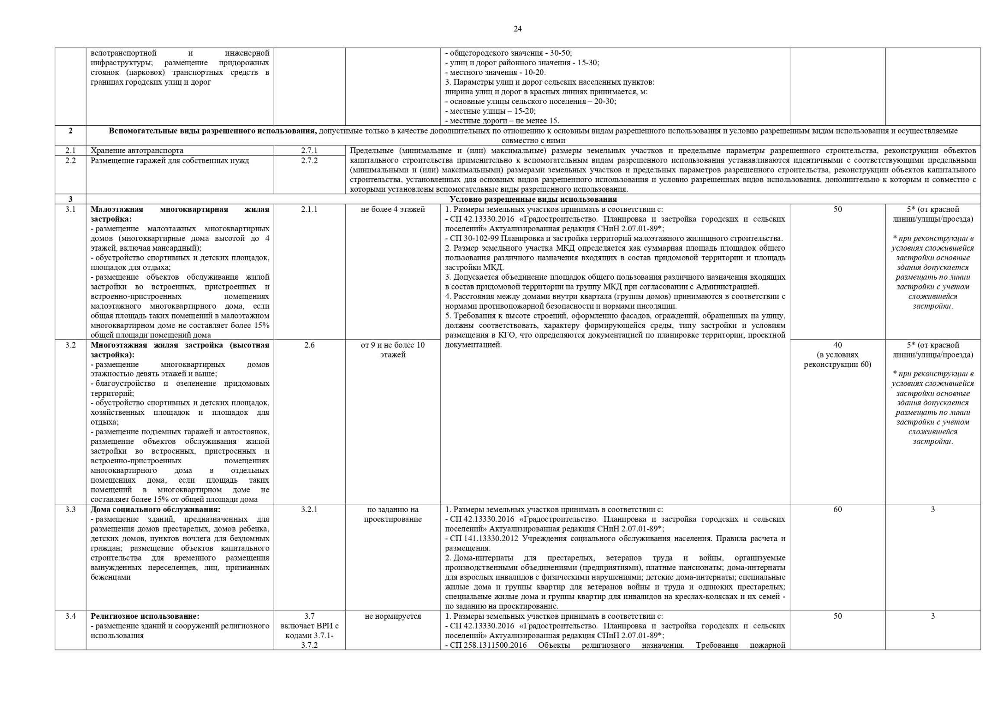 24
велотранспортной и инженерной
инфраструктуры; размещение придорожных
стоянок (парковок) транспортных средств в
границах городских улиц и дорог
- общегородского значения - 30-50;
- улиц и дорог районного значения - 15-30;
- местного значения - 10-20.
3. Параметры улиц и дорог сельских населенных пунктов:
ширина улиц и дорог в красных линиях принимается, м:
- основные улицы сельского поселения – 20-30;
- местные улицы – 15-20;
- местные дороги – не менее 15.
2
Вспомогательные виды разрешенного использования, допустимые только в качестве дополнительных по отношению к основным видам разрешенного использования и условно разрешенным видам использования и осуществляемые
совместно с ними
2.1
Хранение автотранспорта
2.7.1
2.2
Размещение гаражей для собственных нужд
2.7.2
Предельные (минимальные и (или) максимальные) размеры земельных участков и предельные параметры разрешенного строительства, реконструкции объектов
капитального строительства применительно к вспомогательным видам разрешенного использования устанавливаются идентичными с соответствующими предельными
(минимальными и (или) максимальными) размерами земельных участков и предельных параметров разрешенного строительства, реконструкции объектов капитального
строительства, установленных для основных видов разрешенного использования и условно разрешенных видов использования, дополнительно к которым и совместно с
которыми установлены вспомогательные виды разрешенного использования.
3
Условно разрешенные виды использования
3.1
Малоэтажная многоквартирная жилая
застройка:
- размещение малоэтажных многоквартирных
домов (многоквартирные дома высотой до 4
этажей, включая мансардный);
- обустройство спортивных и детских площадок,
площадок для отдыха;
- размещение объектов обслуживания жилой
застройки во встроенных, пристроенных и
встроенно-пристроенных помещениях
малоэтажного многоквартирного дома, если
общая площадь таких помещений в малоэтажном
многоквартирном доме не составляет более 15%
общей площади помещений дома
2.1.1
не более 4 этажей
1. Размеры земельных участков принимать в соответствии с:
- СП 42.13330.2016 «Градостроительство. Планировка и застройка городских и сельских
поселений» Актуализированная редакция СНиН 2.07.01-89*;
- СП 30-102-99 Планировка и застройка территорий малоэтажного жилищного строительства.
2. Размер земельного участка МКД определяется как суммарная площадь площадок общего
пользования различного назначения входящих в состав придомовой территории и площадь
застройки МКД.
3. Допускается объединение площадок общего пользования различного назначения входящих
в состав придомовой территории на группу МКД при согласовании с Администрацией.
4. Расстояния между домами внутри квартала (группы домов) принимаются в соответствии с
нормами противопожарной безопасности и нормами инсоляции.
5. Требования к высоте строений, оформлению фасадов, ограждений, обращенных на улицу,
должны соответствовать, характеру формирующейся среды, типу застройки и условиям
размещения в КГО, что определяются документацией по планировке территории, проектной
документацией.
50
5* (от красной
линии/улицы/проезда)
* при реконструкции в
условиях сложившейся
застройки основные
здания допускается
размещать по линии
застройки с учетом
сложившейся
застройки.
3.2
Многоэтажная жилая застройка (высотная
застройка):
- размещение многоквартирных домов
этажностью девять этажей и выше;
- благоустройство и озеленение придомовых
территорий;
- обустройство спортивных и детских площадок,
хозяйственных площадок и площадок для
отдыха;
- размещение подземных гаражей и автостоянок,
размещение объектов обслуживания жилой
застройки во встроенных, пристроенных и
встроенно-пристроенных помещениях
многоквартирного дома в отдельных
помещениях дома, если площадь таких
помещений в многоквартирном доме не
составляет более 15% от общей площади дома
2.6
от 9 и не более 10
этажей
40
(в условиях
реконструкции 60)
5* (от красной
линии/улицы/проезда)
* при реконструкции в
условиях сложившейся
застройки основные
здания допускается
размещать по линии
застройки с учетом
сложившейся
застройки.
3.3
Дома социального обслуживания:
- размещение зданий, предназначенных для
размещения домов престарелых, домов ребенка,
детских домов, пунктов ночлега для бездомных
граждан; размещение объектов капитального
строительства для временного размещения
вынужденных переселенцев, лиц, признанных
беженцами
3.2.1
по заданию на
проектирование
1. Размеры земельных участков принимать в соответствии с:
- СП 42.13330.2016 «Градостроительство. Планировка и застройка городских и сельских
поселений» Актуализированная редакция СНиН 2.07.01-89*;
- СП 141.13330.2012 Учреждения социального обслуживания населения. Правила расчета и
размещения.
2. Дома-интернаты для престарелых, ветеранов труда и войны, организуемые
производственными объединениями (предприятиями), платные пансионаты; дома-интернаты
для взрослых инвалидов с физическими нарушениями; детские дома-интернаты; специальные
жилые дома и группы квартир для ветеранов войны и труда и одиноких престарелых;
специальные жилые дома и группы квартир для инвалидов на креслах-колясках и их семей -
по заданию на проектирование.
60
3
3.4
Религиозное использование:
- размещение зданий и сооружений религиозного
использования
3.7
включает ВРИ с
кодами 3.7.1-
3.7.2
не нормируется
1. Размеры земельных участков принимать в соответствии с:
- СП 42.13330.2016 «Градостроительство. Планировка и застройка городских и сельских
поселений» Актуализированная редакция СНиН 2.07.01-89*;
- СП 258.1311500.2016 Объекты религиозного назначения. Требования пожарной
50
3